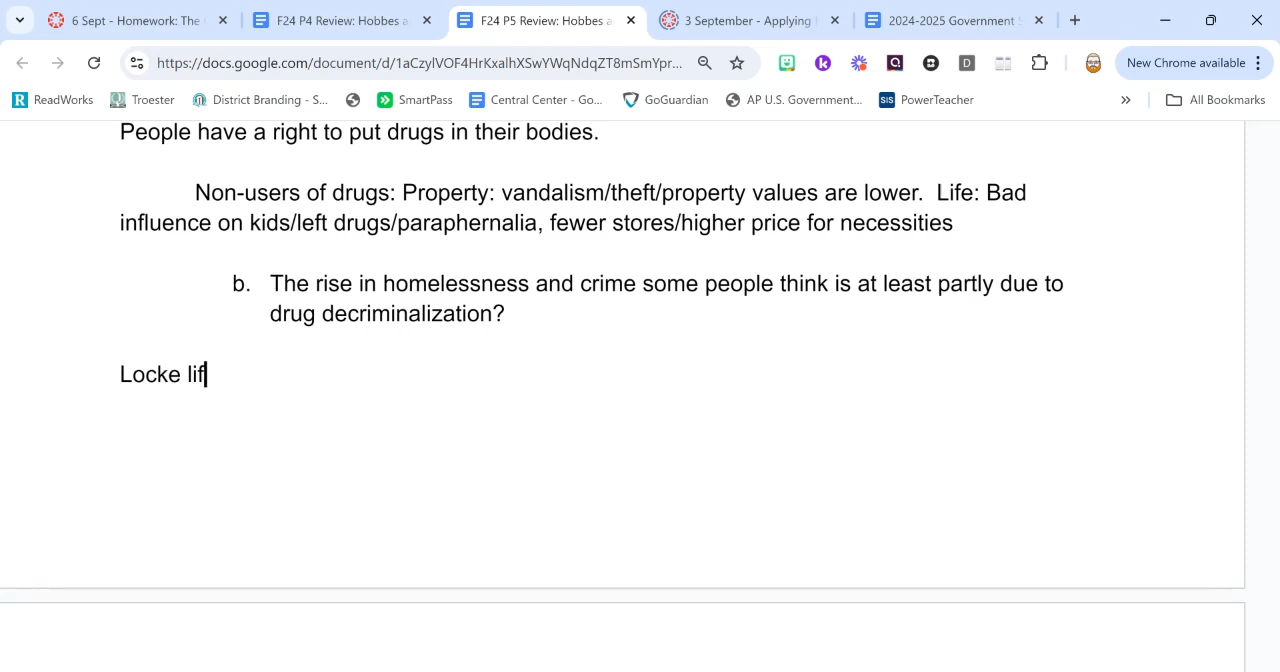 6 Sept - Homework: The
F24 P4 Review: Hobbes a
F24 P5 Review: Hobbes a
3 September - Applying
2024-2025 Government
https://docs.google.com/document/d/1aCzylVOF4HrKxalhXSwYWqNdqZT8mSmYpr...
New Chrome available
ReadWorks
Troester
District Branding - S...
SmartPass
Central Center - Go...
GoGuardian
AP U.S. Government...
SIS PowerTeacher
All Bookmarks
People have a right to put drugs in their bodies.
Non-users of drugs: Property: vandalism/theft/property values are lower. Life: Bad
influence on kids/left drugs/paraphernalia, fewer stores/higher price for necessities
b. The rise in homelessness and crime some people think is at least partly due to
drug decriminalization?
Locke lif